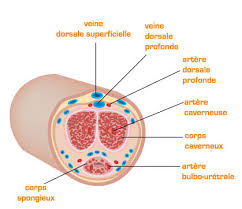 veine
dorsale superficielle
veine
dorsale
profonde
artère
dorsale
profonde
artère
caverneuse
corps
caverneux
artère
bulbo-urétrale
corps
spongieux